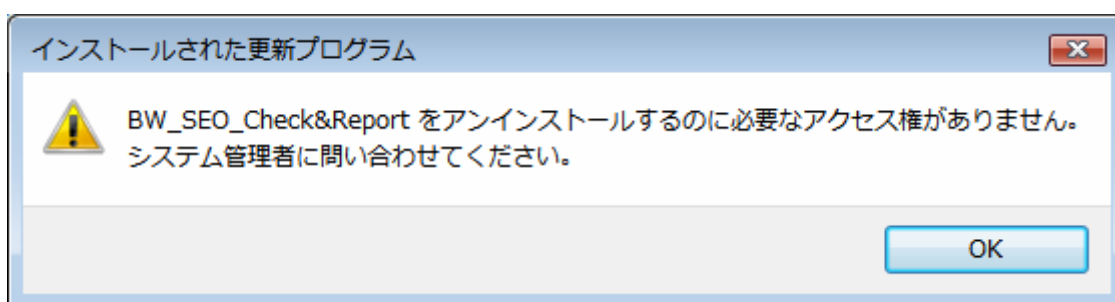 インストールされた更新プログラム
BW_SEO_Check&Report をアンインストールするのに必要なアクセス権がありません。
システム管理者に問い合わせてください。
OK